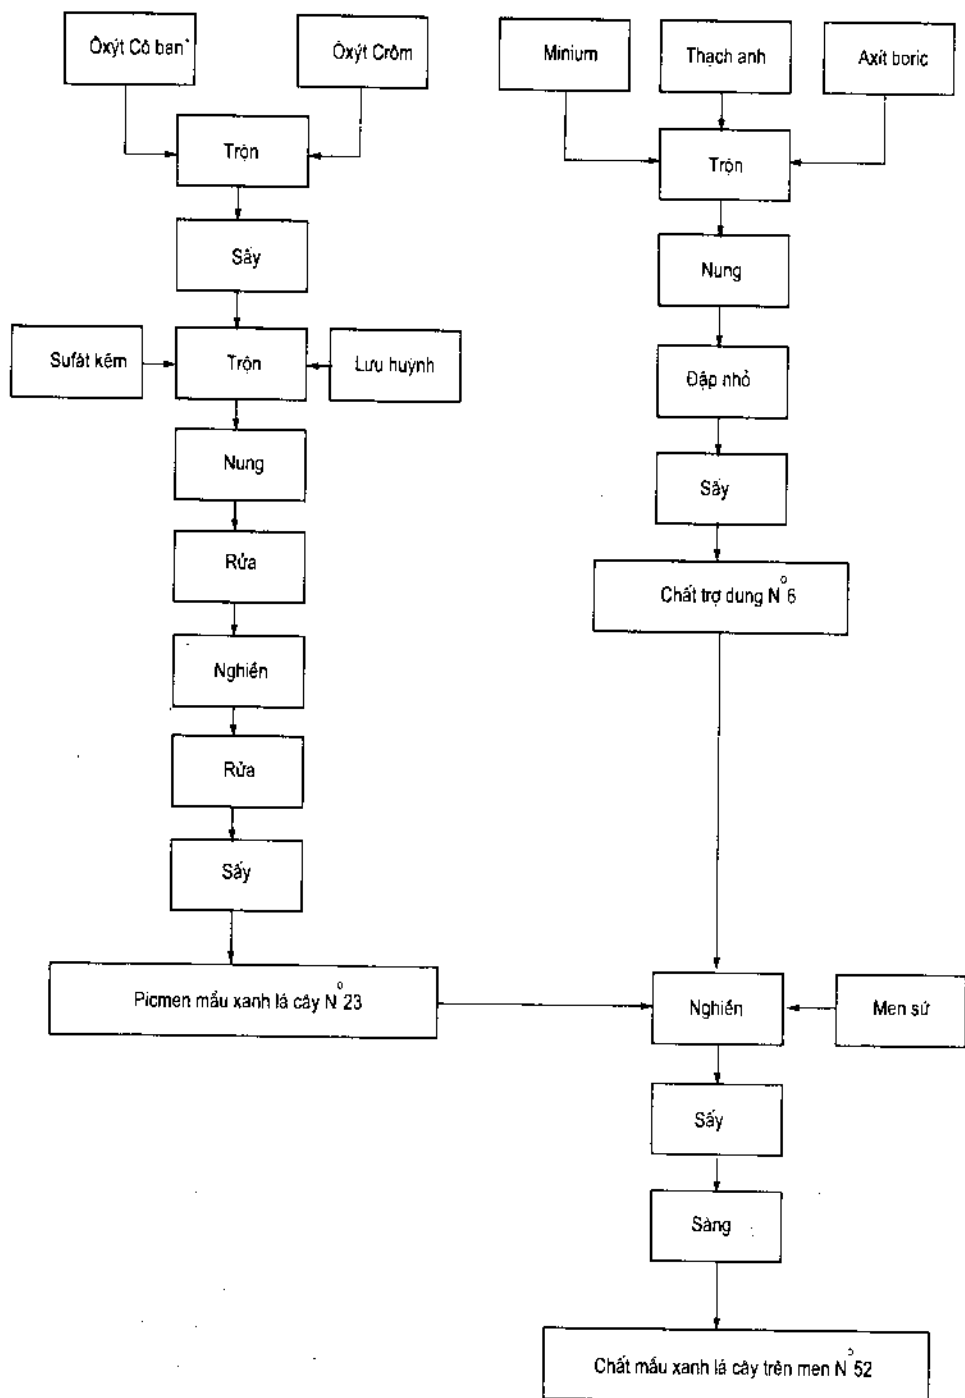 Ôxýt Cô ban
Ôxýt Crôm
Trộn
Sấy
Sufát kẽm
Trộn
Lưu huỳnh
Nung
Rửa
Nghiền
Rửa
Sấy
Picmen mầu xanh lá cây N°23
Minium
Thạch anh
Axít boric
Trộn
Nung
Đập nhỏ
Sấy
Chất trợ dung N°6
Nghiền
Men sứ
Sấy
Sàng
Chất mầu xanh lá cây trên men N°52